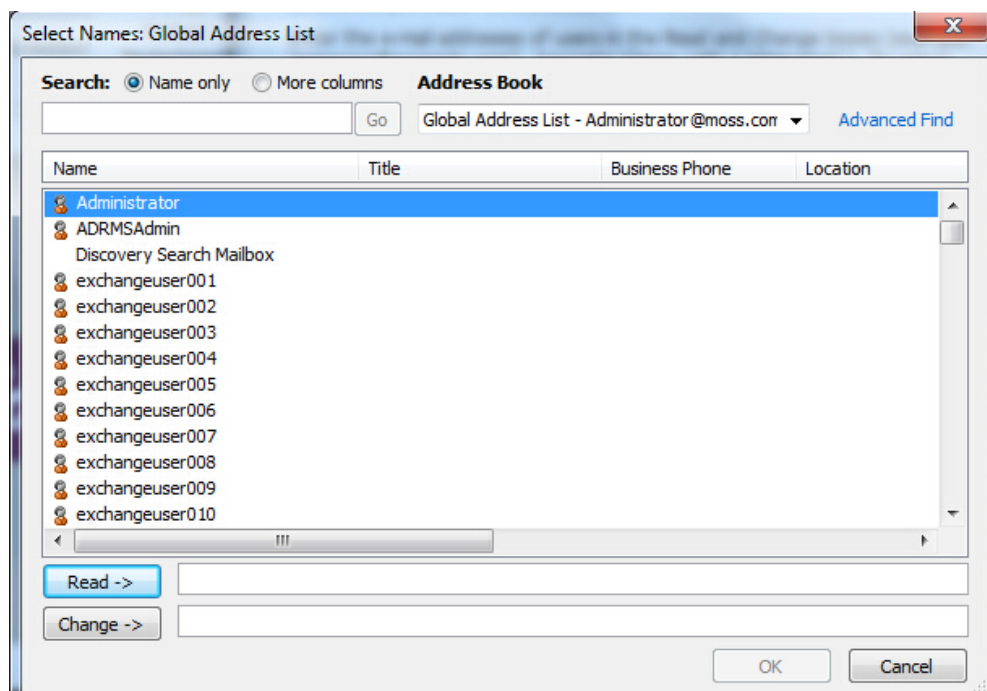 Select Names: Global Address List
Search: Name only More columns Address Book
Go Global Address List - Administrator@moss.com Advanced Find
Name Title Business Phone Location
Administrator
ADRMSAdmin
Discovery Search Mailbox
exchangeuser001
exchangeuser002
exchangeuser003
exchangeuser004
exchangeuser005
exchangeuser006
exchangeuser007
exchangeuser008
exchangeuser009
exchangeuser010
Read ->
Change ->
OK Cancel